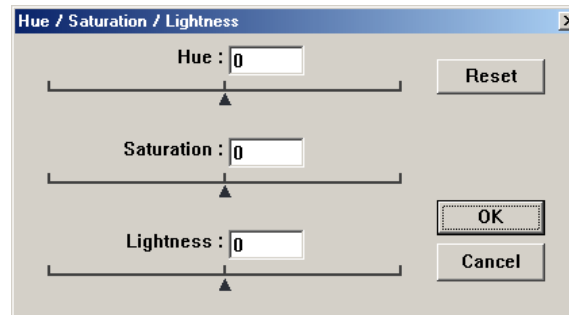 Hue / Saturation / Lightness
Hue : 0
Reset
Saturation : 0
Lightness : 0
OK
Cancel